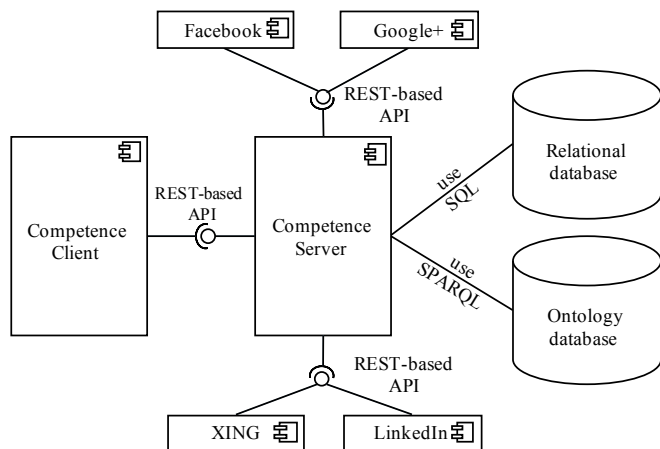 Facebook
Google+
REST-based
API
Competence
Client
REST-based
API
Competence
Server
use
SQL
Relational
database
use
SPARQL
Ontology
database
REST-based
API
XING
LinkedIn